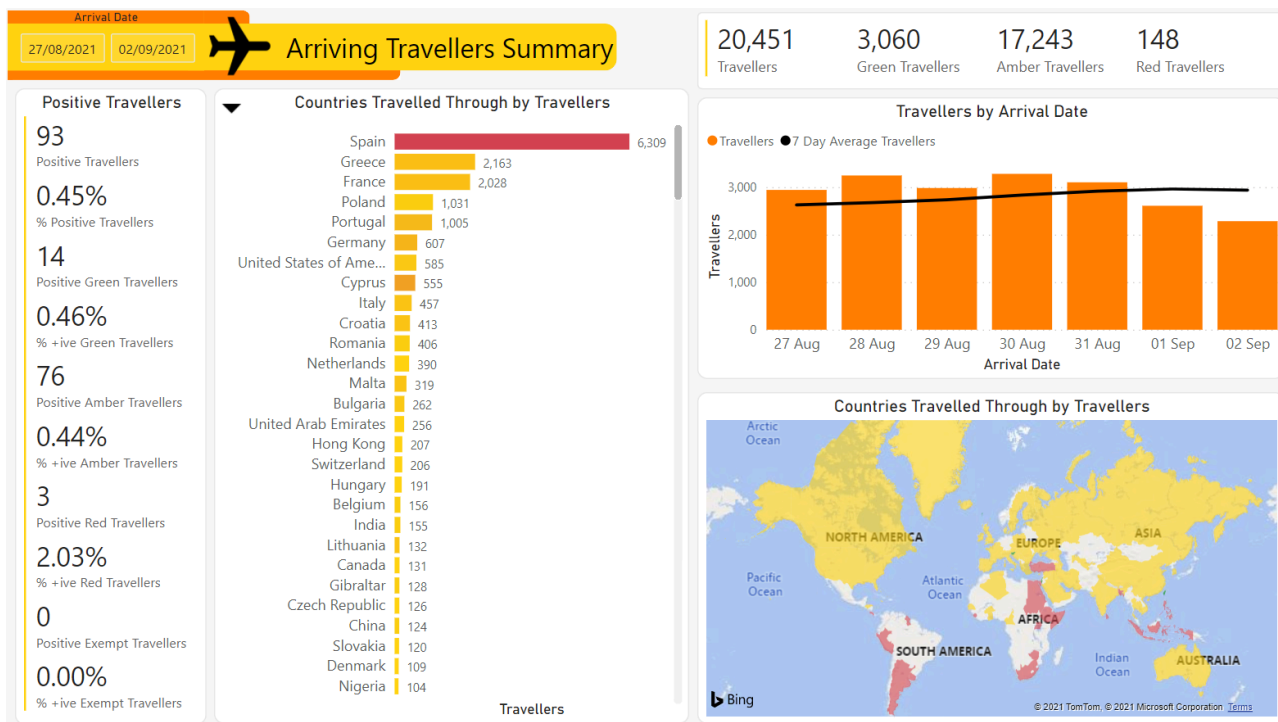 Arrival Date
27/08/2021 02/09/2021
Arriving Travellers Summary
20,451
Travellers
3,060
Green Travellers
17,243
Amber Travellers
148
Red Travellers
Positive Travellers
93
Positive Travellers
0.45%
% Positive Travellers
14
Positive Green Travellers
0.46%
% +ive Green Travellers
76
Positive Amber Travellers
0.44%
% +ive Amber Travellers
3
Positive Red Travellers
2.03%
% +ive Red Travellers
0
Positive Exempt Travellers
0.00%
% +ive Exempt Travellers
Countries Travelled Through by Travellers
Spain 6,309
Greece 2,163
France 2,028
Poland 1,031
Portugal 1,005
Germany 607
United States of Ame... 585
Cyprus 555
Italy 457
Croatia 413
Romania 406
Netherlands 390
Malta 319
Bulgaria 262
United Arab Emirates 256
Hong Kong 207
Switzerland 206
Hungary 191
Belgium 156
India 155
Lithuania 132
Canada 131
Gibraltar 128
Czech Republic 126
China 124
Slovakia 120
Denmark 109
Nigeria 104
Travellers
Travellers by Arrival Date
Travellers 7 Day Average Travellers
Travellers
3,000
2,000
1,000
0
27 Aug 28 Aug 29 Aug 30 Aug 31 Aug 01 Sep 02 Sep
Arrival Date
Countries Travelled Through by Travellers
Arctic
Ocean
NORTH AMERICA
EUROPE
ASIA
Pacific
Ocean
Atlantic
Ocean
AFRICA
SOUTH AMERICA
Indian
Ocean
AUSTRALIA
Bing
© 2021 TomTom, © 2021 Microsoft Corporation Terms